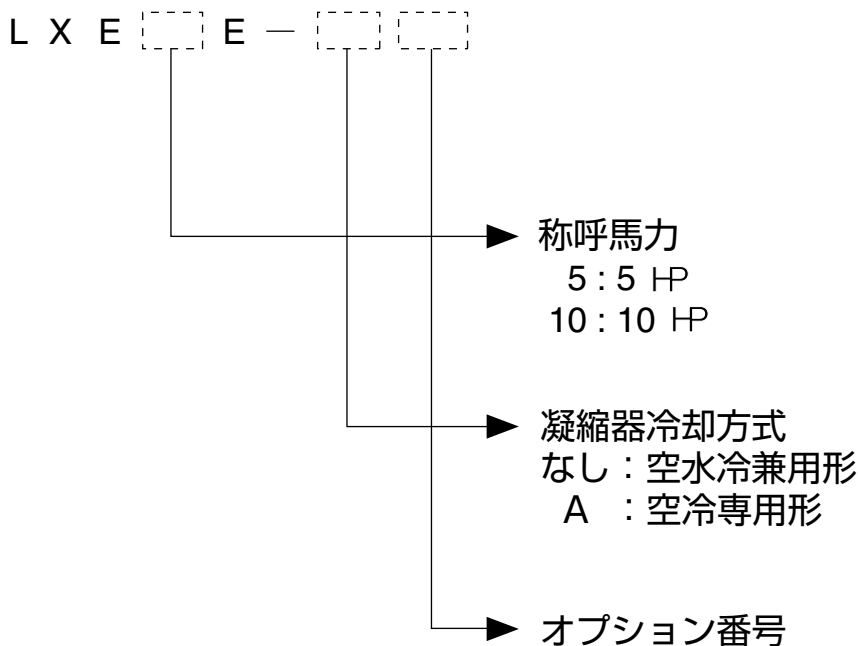 LXE E－
称呼馬力
5 : 5 HP
10 : 10 HP
凝縮器冷却方式
なし：空水冷兼用形
A ：空冷専用形
オプション番号